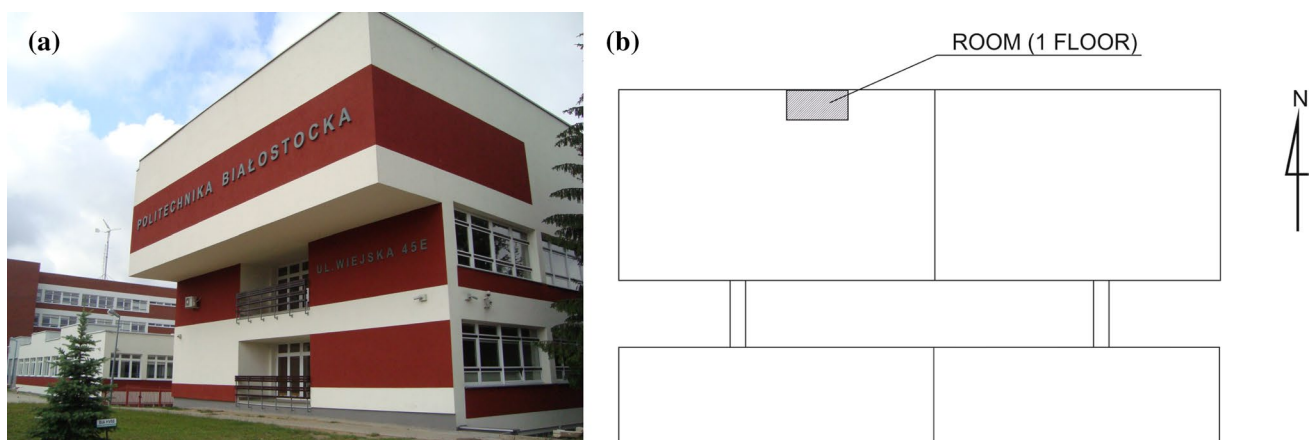 (a)
POLITECHNIKA BIAŁOSTOCKA
UL. WIEJSKA 45E
(b)
ROOM (1 FLOOR)
N